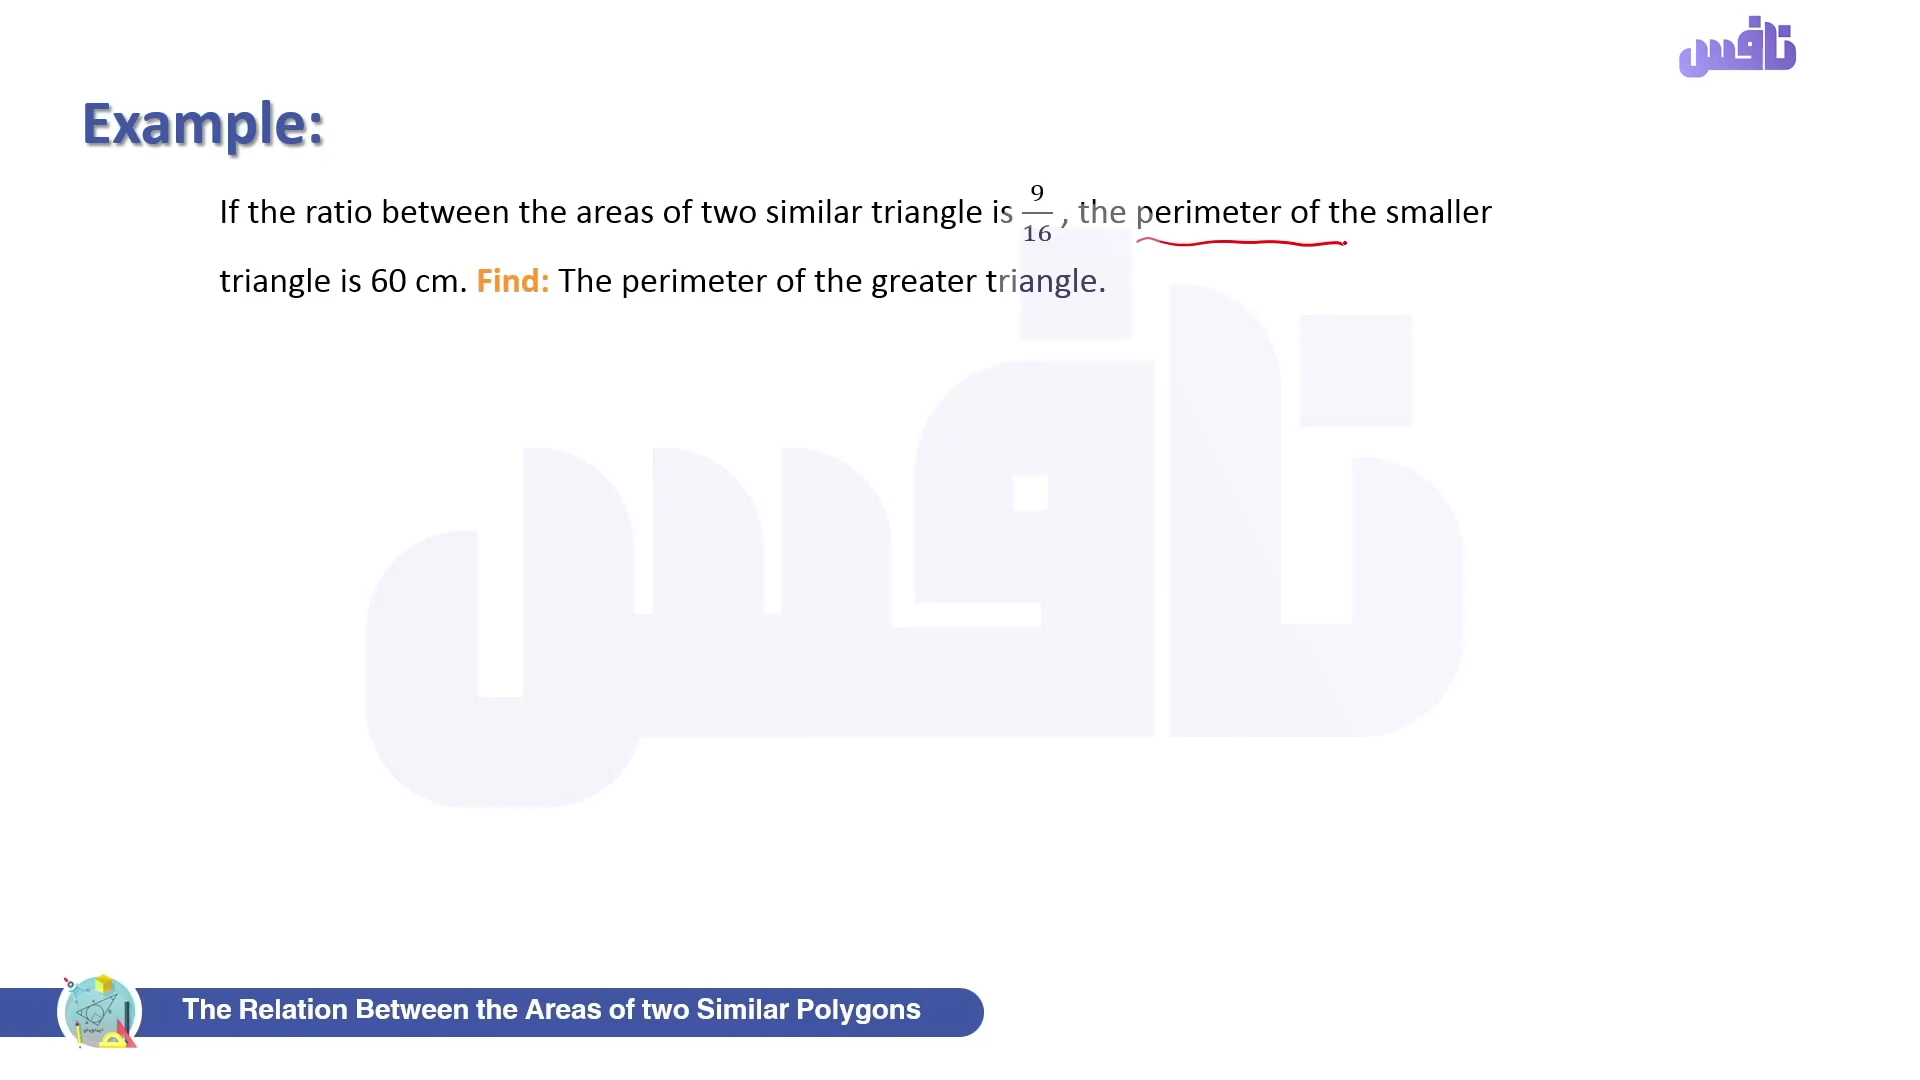 نافس
Example:
If the ratio between the areas of two similar triangle is 9/16 , the perimeter of the smaller
triangle is 60 cm. Find: The perimeter of the greater triangle.
نافس
The Relation Between the Areas of two Similar Polygons